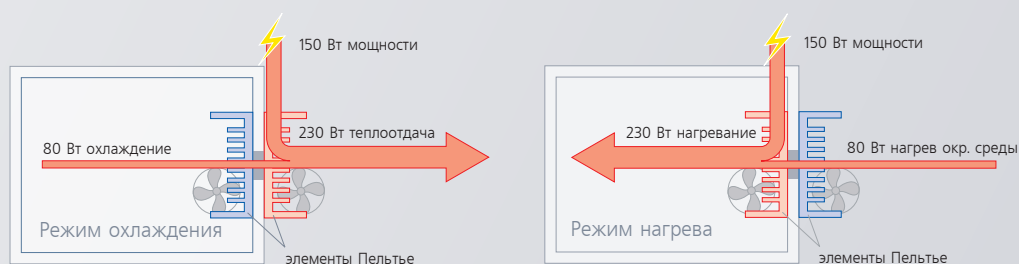 150 Вт мощности
80 Вт охлаждение
230 Вт теплоотдача
Режим охлаждения
элементы Пельтье
150 Вт мощности
230 Вт нагревание
80 Вт нагрев окр. среды
Режим нагрева
элементы Пельтье